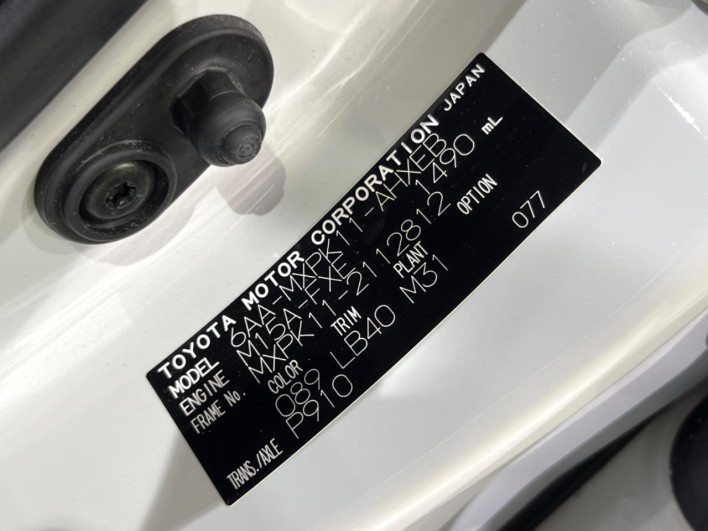 TOYOTA MOTOR CORPORATION JAPAN
MODEL 6AA-MXPK11-AHXEB
ENGINE M15A-FXE 1490 mL
FRAME No. MXPK11-2112812
COLOR TRIM PLANT OPTION
089 LB40 M31 077
TRANS./AXLE P910